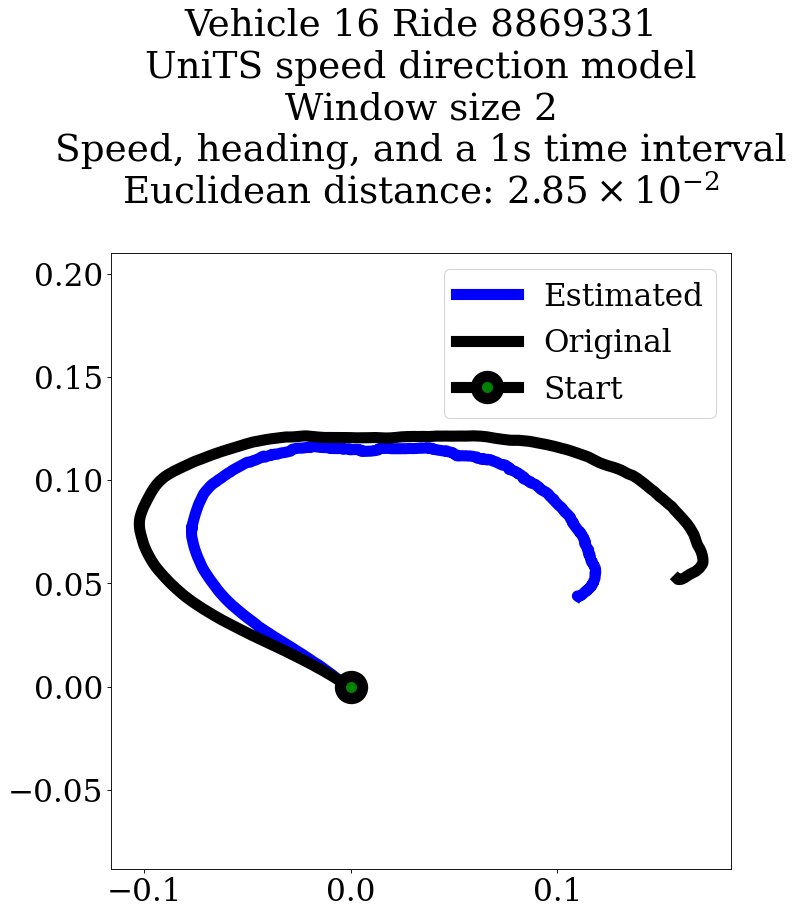 Vehicle 16 Ride 8869331
UniTS speed direction model
Window size 2
Speed, heading, and a 1s time interval
Euclidean distance: 2.85 × 10⁻²
0.20
0.15
0.10
0.05
0.00
−0.05
−0.1
0.0
0.1
Estimated
Original
Start